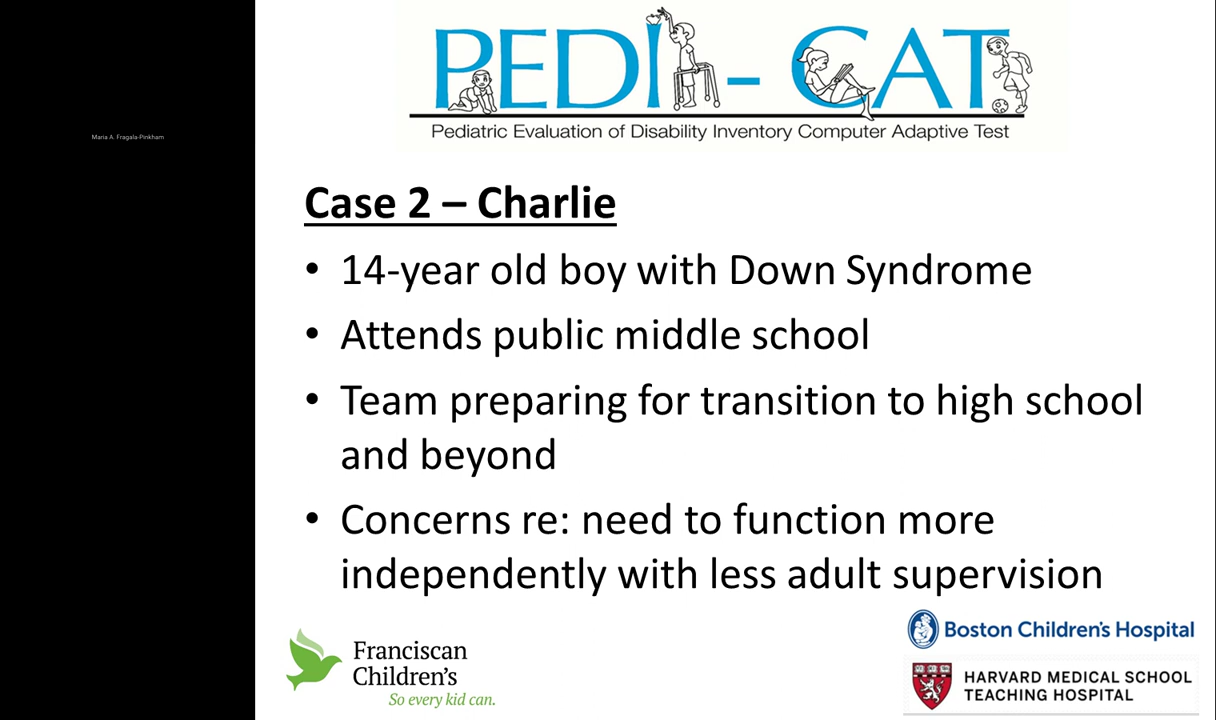 Maria A. Fragala-Pinkham
PEDI - CAT
Pediatric Evaluation of Disability Inventory Computer Adaptive Test
Case 2 – Charlie
• 14-year old boy with Down Syndrome
• Attends public middle school
• Team preparing for transition to high school
and beyond
• Concerns re: need to function more
independently with less adult supervision
Franciscan
Children's
So every kid can.
Boston Children's Hospital
HARVARD MEDICAL SCHOOL
TEACHING HOSPITAL